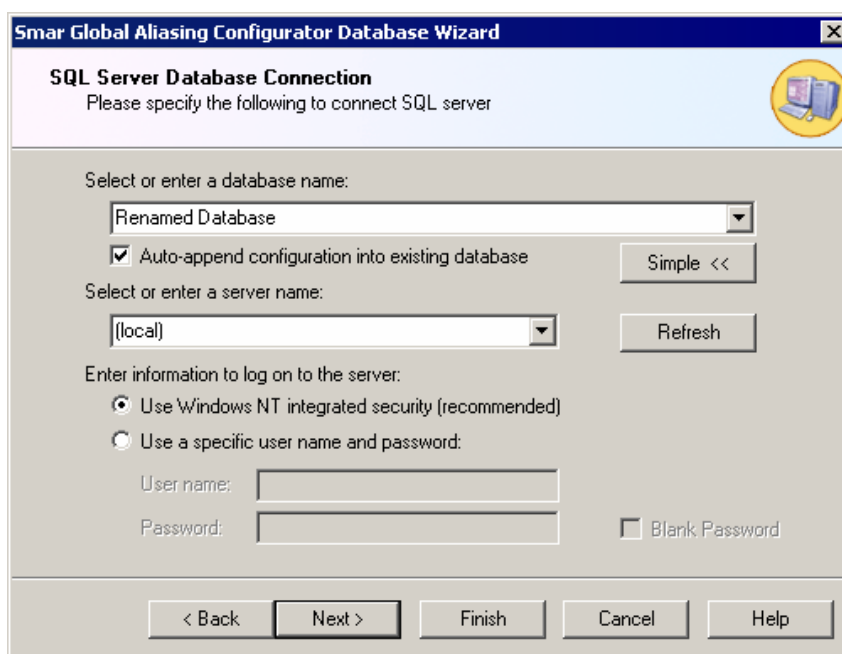 Smar Global Aliasing Configurator Database Wizard
SQL Server Database Connection
Please specify the following to connect SQL server
Select or enter a database name:
Renamed Database
Auto-append configuration into existing database
Simple <<
Select or enter a server name:
(local)
Refresh
Enter information to log on to the server:
Use Windows NT integrated security (recommended)
Use a specific user name and password:
User name:
Password:
Blank Password
< Back
Next >
Finish
Cancel
Help